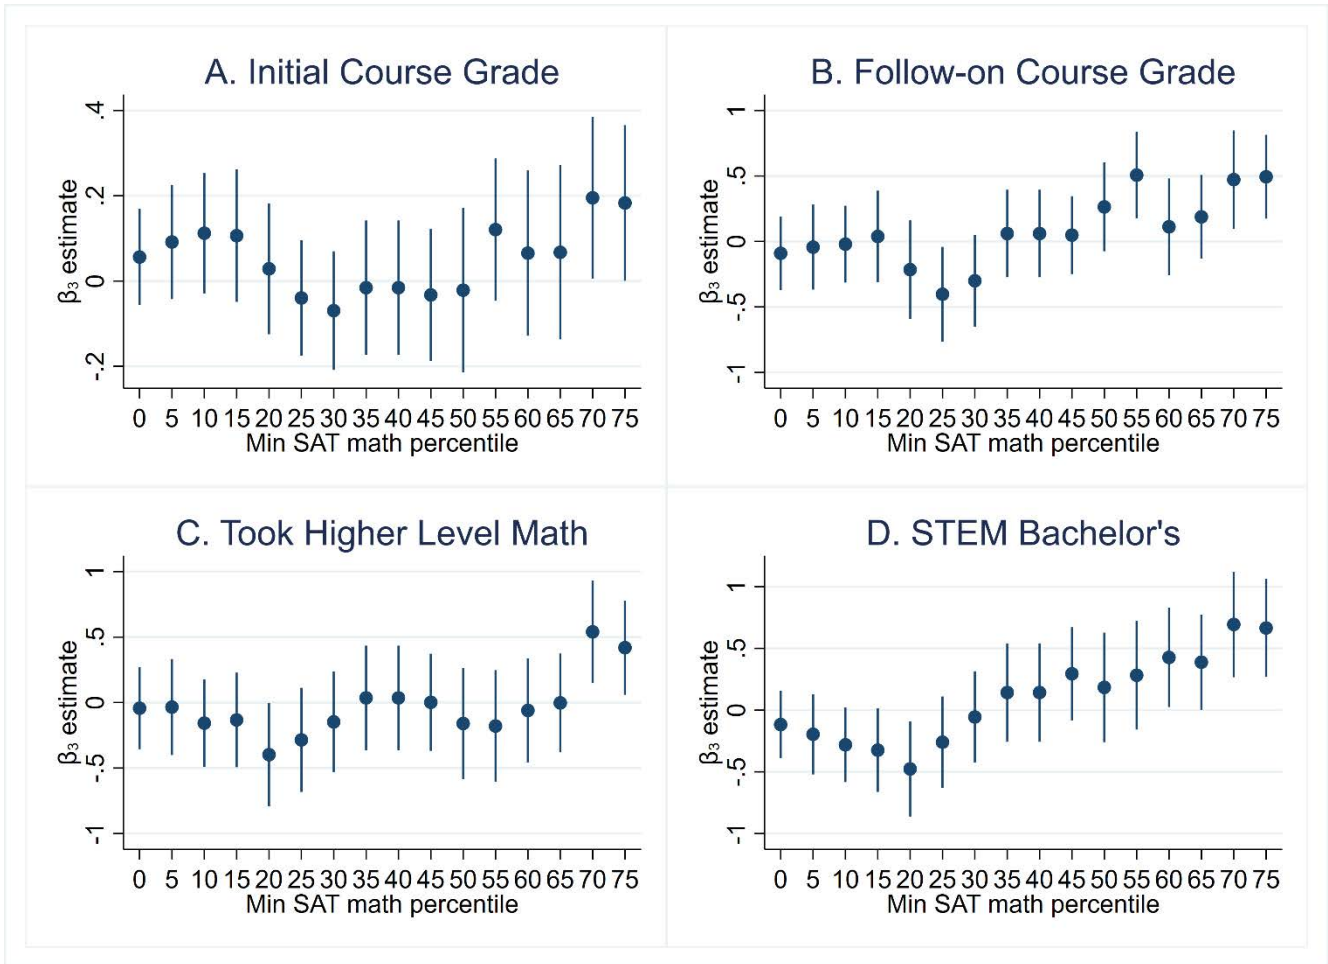 A. Initial Course Grade
β₃ estimate
.4
.2
0
-.2
0 5 10 15 20 25 30 35 40 45 50 55 60 65 70 75
Min SAT math percentile
B. Follow-on Course Grade
β₃ estimate
1
.5
0
-.5
-1
0 5 10 15 20 25 30 35 40 45 50 55 60 65 70 75
Min SAT math percentile
C. Took Higher Level Math
β₃ estimate
1
.5
0
-.5
-1
0 5 10 15 20 25 30 35 40 45 50 55 60 65 70 75
Min SAT math percentile
D. STEM Bachelor's
β₃ estimate
1
.5
0
-.5
-1
0 5 10 15 20 25 30 35 40 45 50 55 60 65 70 75
Min SAT math percentile